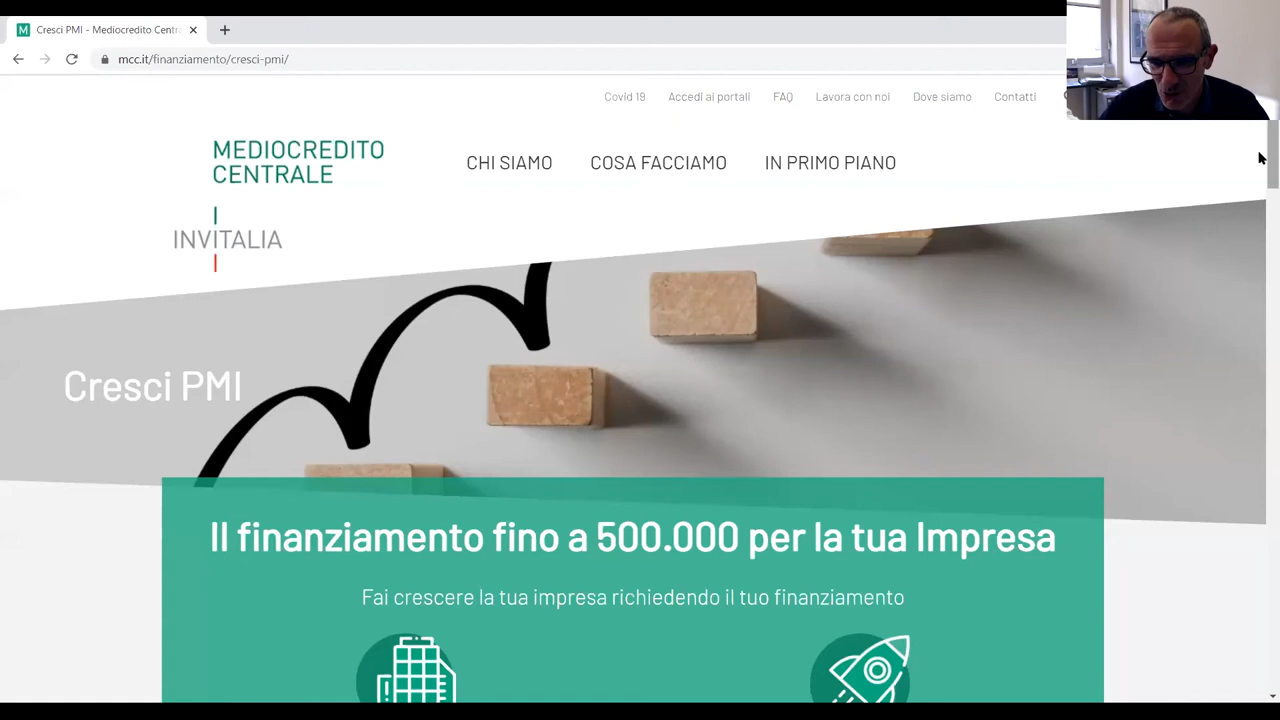 Cresci PMI - Mediocredito Centr
mcc.it/finanziamento/cresci-pmi/
Covid 19 Accedi ai portali FAQ Lavora con noi Dove siamo Contatti
MEDIOCREDITO
CENTRALE
CHI SIAMO COSA FACCIAMO IN PRIMO PIANO
INVITALIA
Cresci PMI
Il finanziamento fino a 500.000 per la tua Impresa
Fai crescere la tua impresa richiedendo il tuo finanziamento